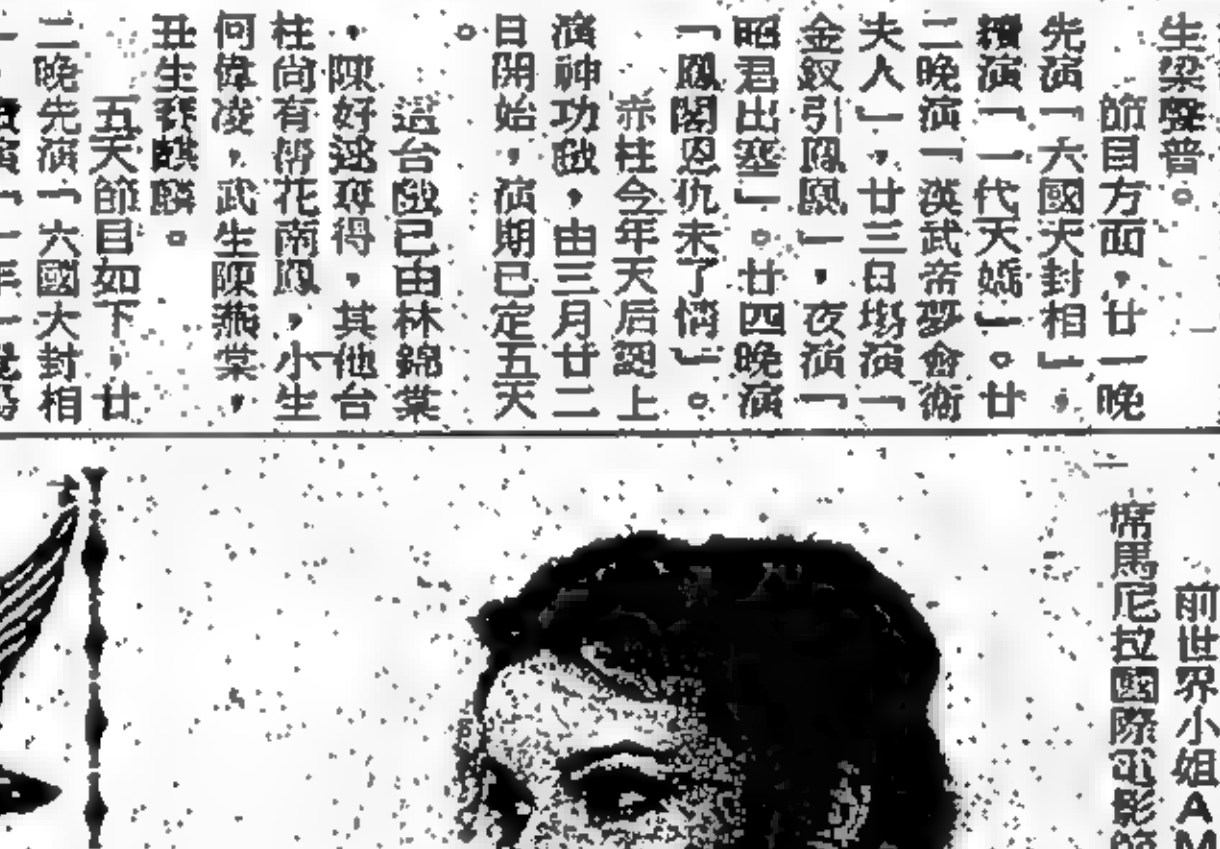 生梁聲普。
節目方面，廿一晚
先演「六國大封相」，
續演「一代天嬌」。廿
二晚演「漢武帝夢會衛
夫人」，廿三日塲演「
金釵引鳳凰」，夜演「
昭君出塞」。廿四晚演
「鳳閣恩仇未了情」。
赤柱今年天后誕上
演神功戲，由三月廿二
日開始，演期已定五天
。
這台戲已由林錦棠
，陳好逑取得，其他台
柱尚有幫花南鳳，小生
何偉凌，武生陳燕棠，
丑生賽麒麟。
五天節目如下，廿
二晚先演「六國大封相
前世界小姐AM
席馬尼拉國際電影節